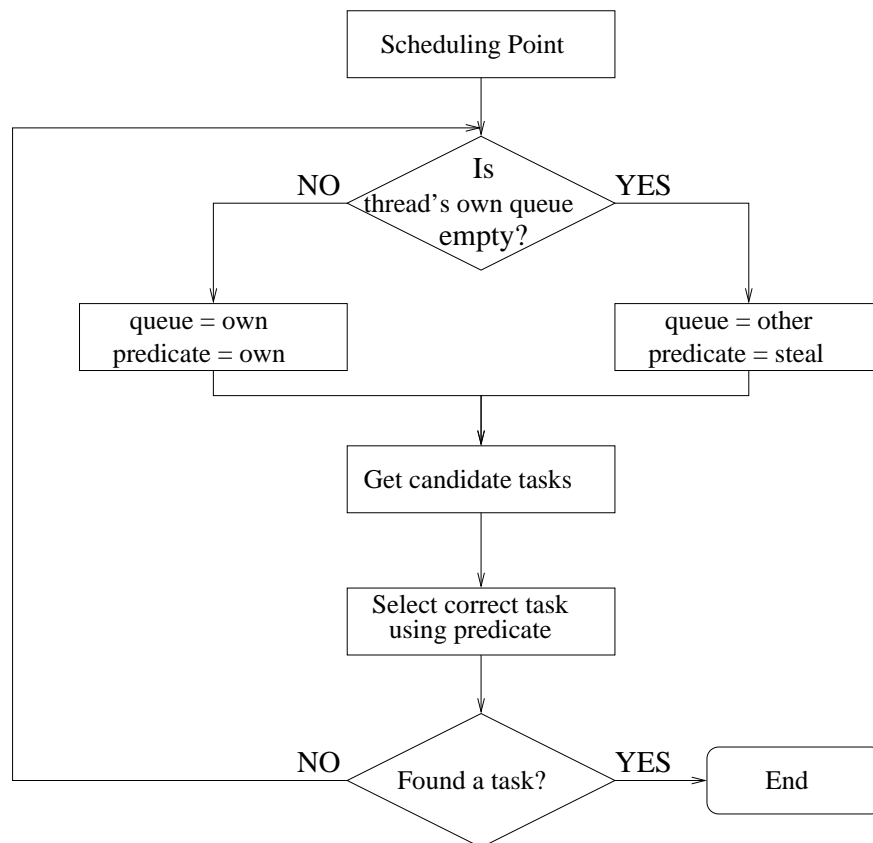 Scheduling Point
Is
NO
YES
thread's own queue
empty?
queue = own
predicate = own
queue = other
predicate = steal
Get candidate tasks
Select correct task
using predicate
NO
YES
Found a task?
End